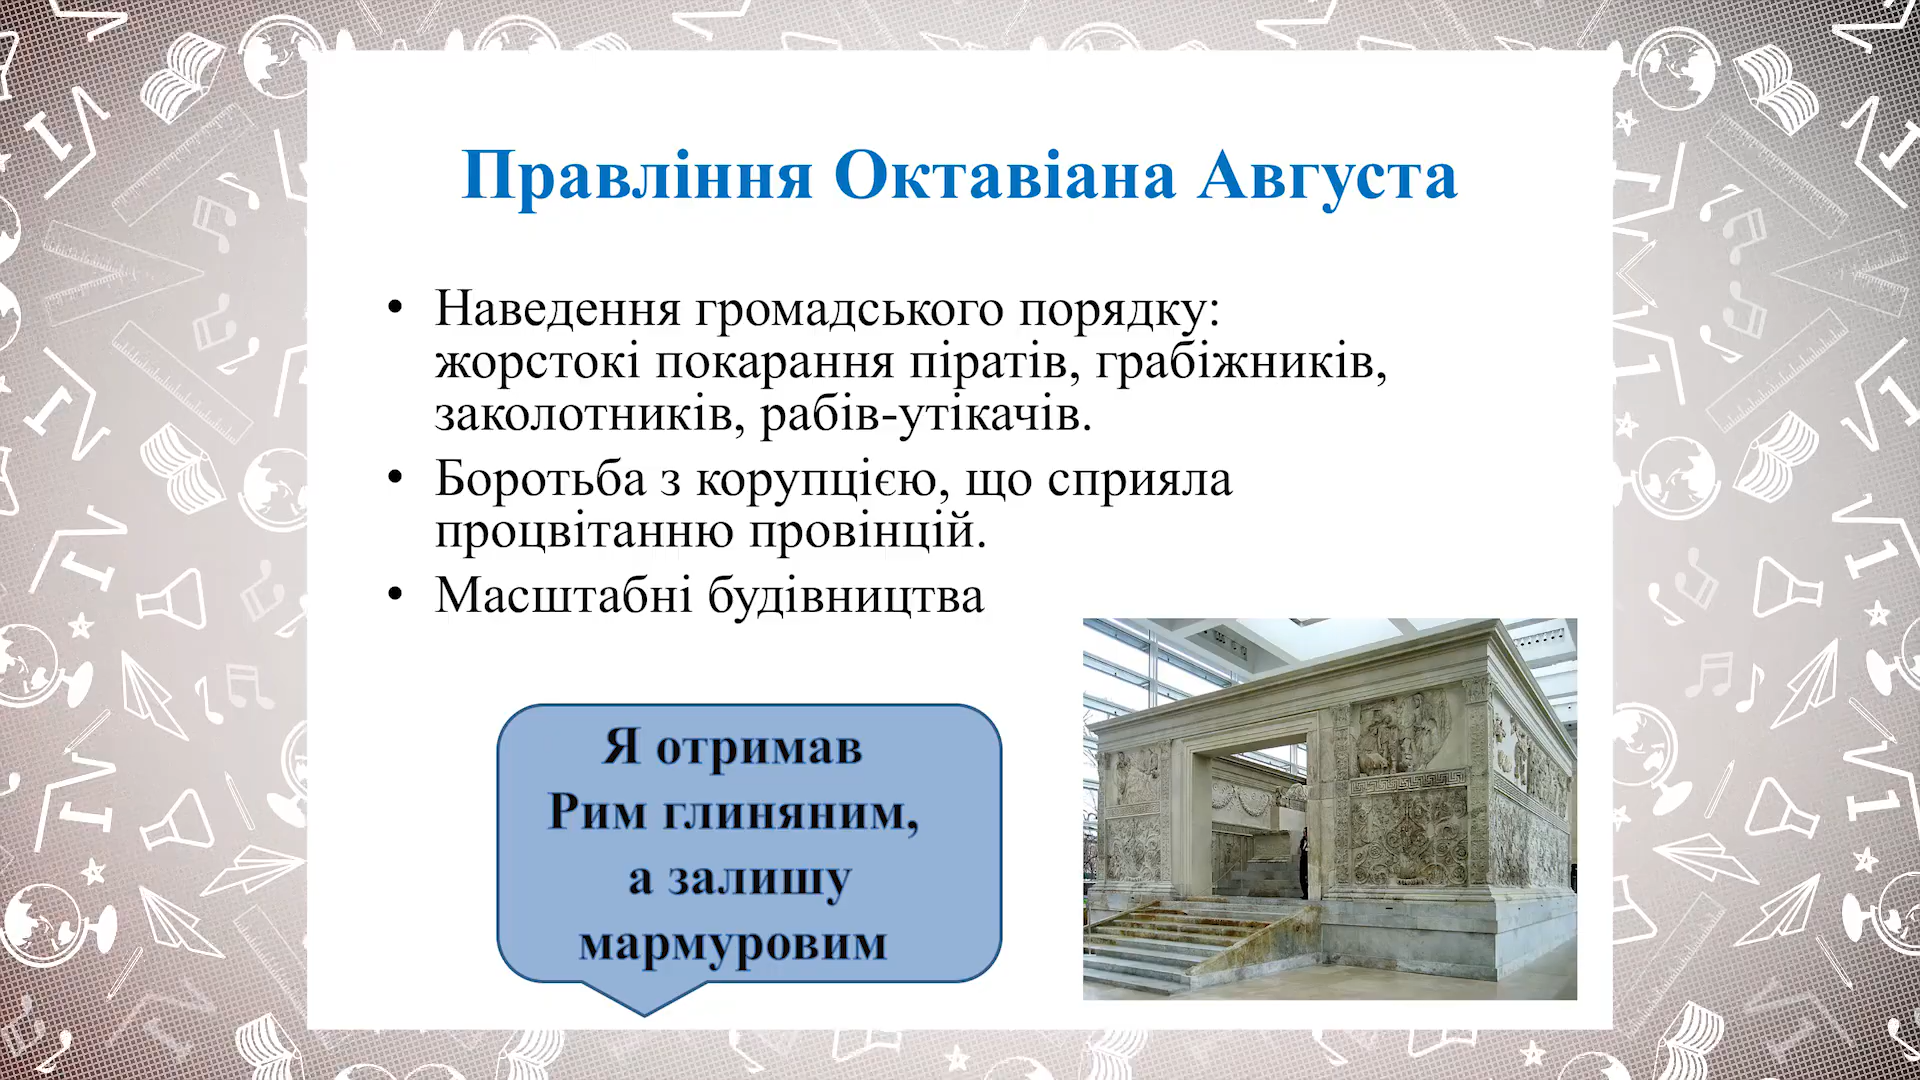 Правління Октавіана Августа
• Наведення громадського порядку:
жорстокі покарання піратів, грабіжників,
заколотників, рабів-утікачів.
• Боротьба з корупцією, що сприяла
процвітанню провінцій.
• Масштабні будівництва
Я отримав
Рим глиняним,
а залишу
мармуровим